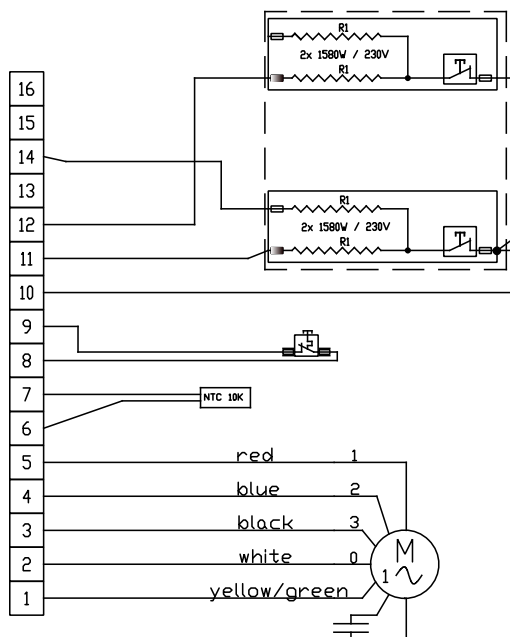 R1
2x 1580W / 230V
R1
16
15
14
13
12
11
10
9
8
7
6
5
4
3
2
1
R1
2x 1580W / 230V
R1
NTC 10K
red 1
blue 2
black 3
white 0
yellow/green
M
1